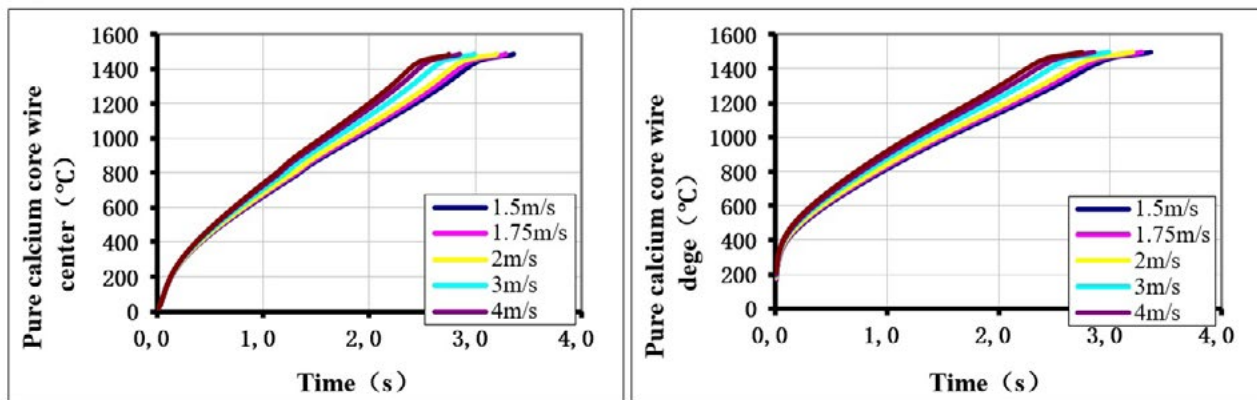 Pure calcium core wire
center（℃）
1600
1400
1200
1000
800
600
400
200
0
1.5m/s
1.75m/s
2m/s
3m/s
4m/s
0,0
1,0
2,0
3,0
4,0
Time（s）
Pure calcium core wire
dege（℃）
1600
1400
1200
1000
800
600
400
200
0
1.5m/s
1.75m/s
2m/s
3m/s
4m/s
0,0
1,0
2,0
3,0
4,0
Time（s）